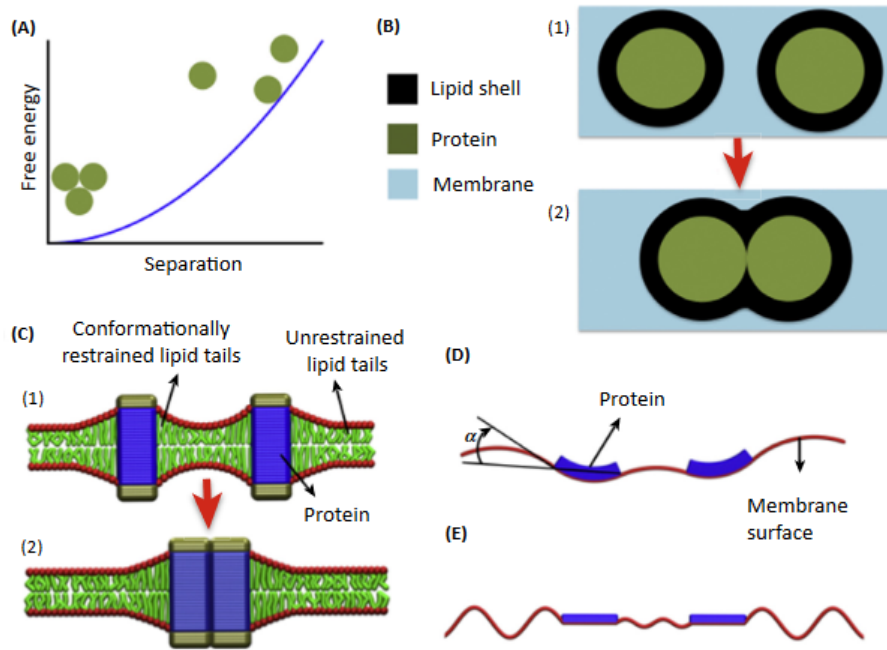 (A)
Free energy
Separation
(B)
Lipid shell
Protein
Membrane
(1)
(2)
(C)
Conformationally
restrained lipid tails
Unrestrained
lipid tails
(1)
Protein
(2)
(D)
Protein
α
Membrane
surface
(E)